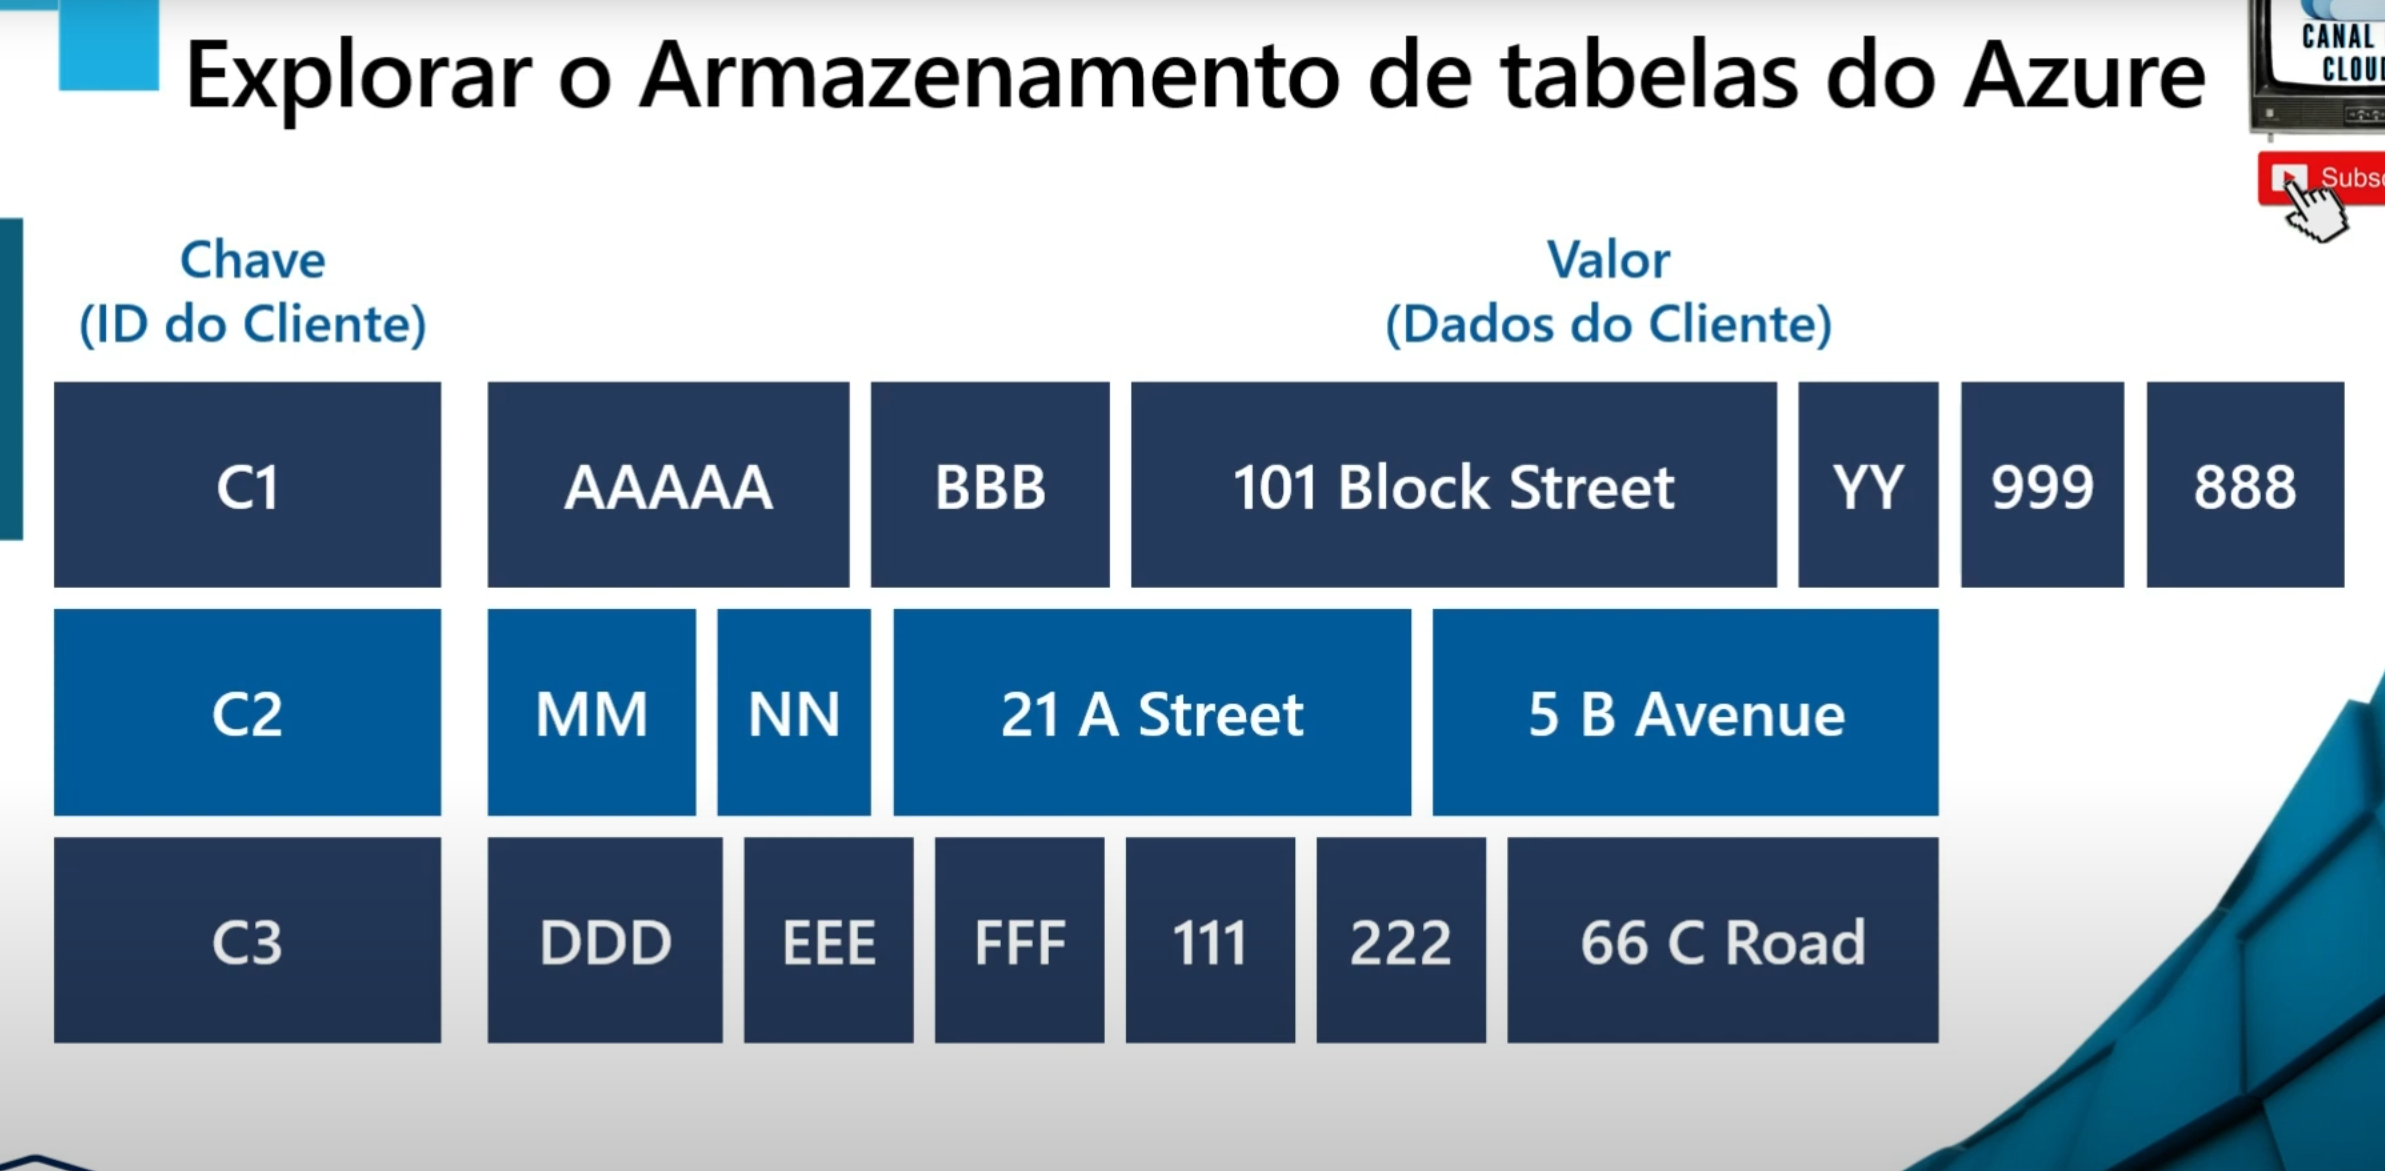 Explorar o Armazenamento de tabelas do Azure
CANAL
CLOU
Subs
Chave
(ID do Cliente)
Valor
(Dados do Cliente)
C1 AAAAA BBB 101 Block Street YY 999 888
C2 MM NN 21 A Street 5 B Avenue
C3 DDD EEE FFF 111 222 66 C Road